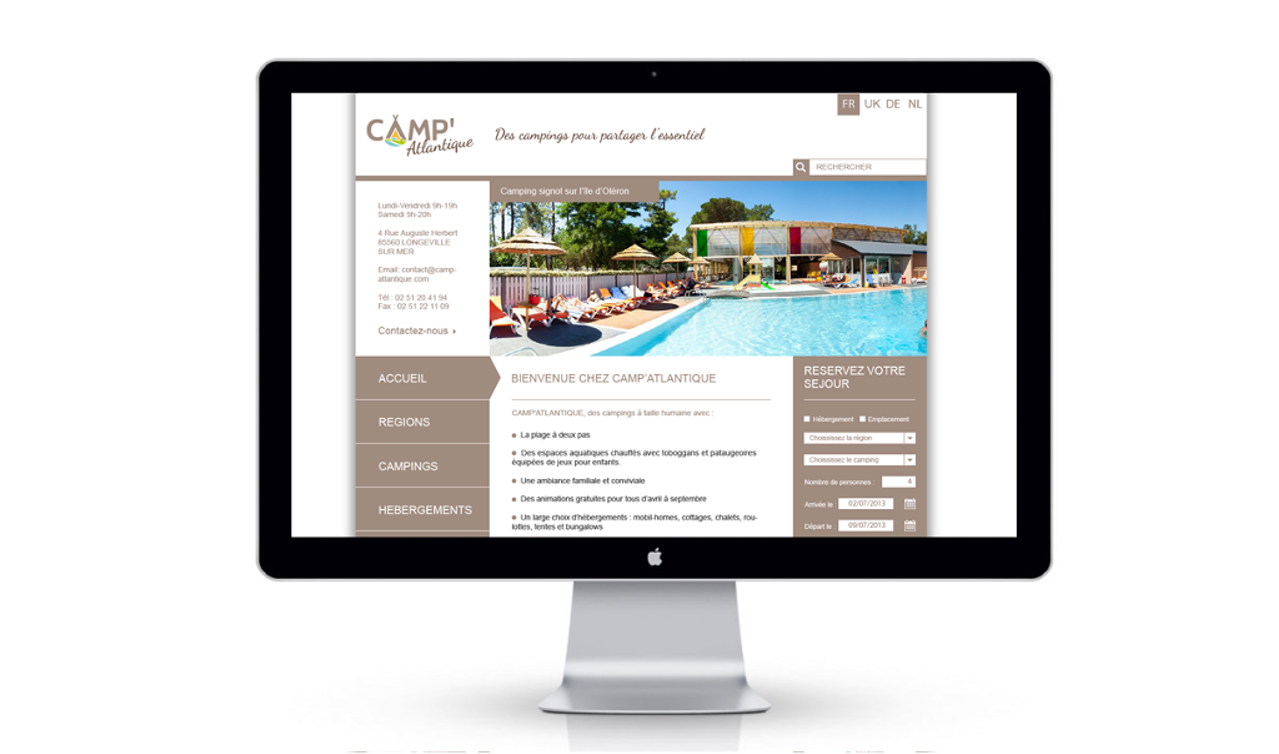 FR UK DE NL
CAMP'
Atlantique
Des campings pour partager l'essentiel
RECHERCHER
Camping signol sur l'Ile d'Olèron
Lundi-Vendredi 9h-19h
Samedi 9h-20h
4 Rue Auguste Herbert
85560 LONGEVILLE
SUR MER
Email: contact@camp-
atlantique.com
Tél : 02 51 20 41 94
Fax : 02 51 22 11 09
Contactez-nous
ACCUEIL
REGIONS
CAMPINGS
HEBERGEMENTS
BIENVENUE CHEZ CAMP'ATLANTIQUE
CAMP'ATLANTIQUE, des campings à taille humaine avec :
La plage à deux pas
Des espaces aquatiques chauffés avec toboggans et pataugeoires
équipées de jeux pour enfants.
Une ambiance familiale et conviviale
Des animations gratuites pour tous d'avril à septembre
Un large choix d'hébergements : mobil-homes, cottages, chalets, rou-
lottes, tentes et bungalows
RESERVEZ VOTRE
SEJOUR
Hébergement Emplacement
Choississez la région
Choississez le camping
Nombre de personnes : 4
Arrivée le : 02/07/2013
Départ le : 09/07/2013